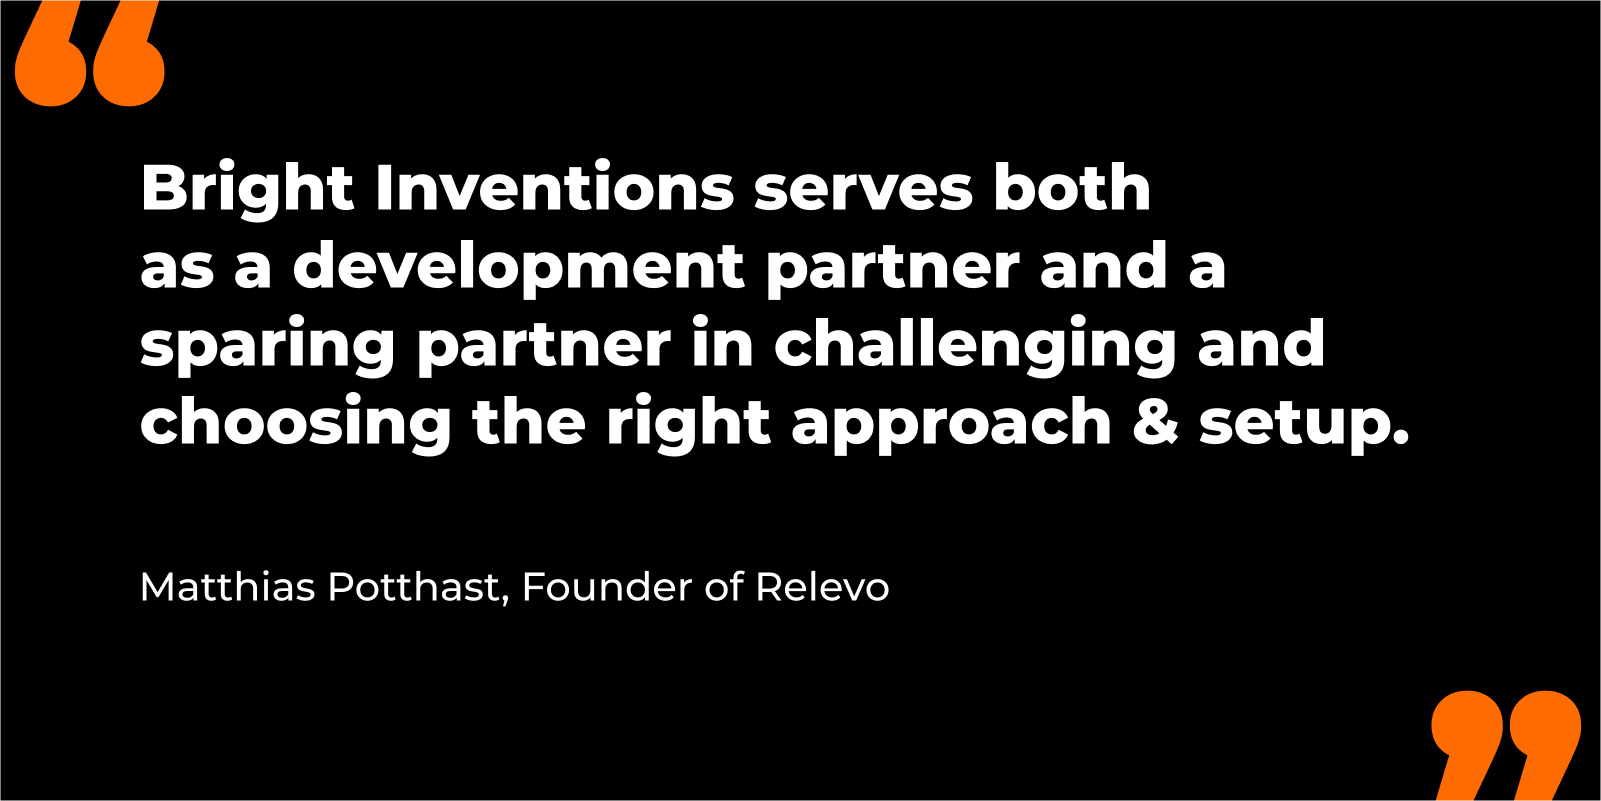 Bright Inventions serves both
as a development partner and a
sparing partner in challenging and
choosing the right approach & setup.
Matthias Potthast, Founder of Relevo